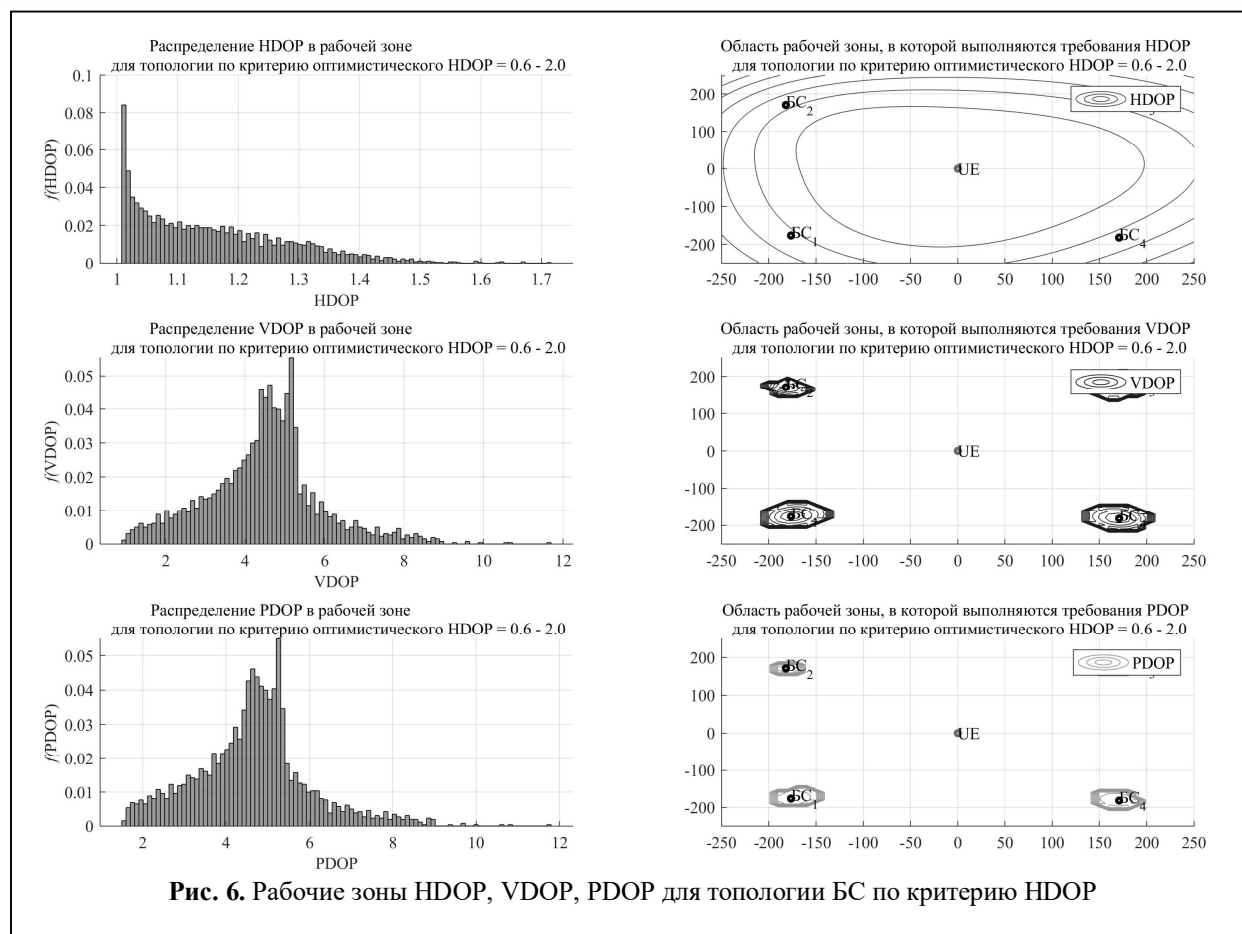 Распределение HDOP в рабочей зоне
для топологии по критерию оптимистического HDOP = 0.6 - 2.0
0.1
0.08
0.06
0.04
0.02
0
f(HDOP)
1 1.1 1.2 1.3 1.4 1.5 1.6 1.7
HDOP
Область рабочей зоны, в которой выполняются требования HDOP
для топологии по критерию оптимистического HDOP = 0.6 - 2.0
200
100
0
-100
-200
HDOP
БС2
3
UE
БС1
БС4
-250 -200 -150 -100 -50 0 50 100 150 200 250
Распределение VDOP в рабочей зоне
для топологии по критерию оптимистического HDOP = 0.6 - 2.0
0.05
0.04
0.03
0.02
0.01
0
f(VDOP)
2 4 6 8 10 12
VDOP
Область рабочей зоны, в которой выполняются требования VDOP
для топологии по критерию оптимистического HDOP = 0.6 - 2.0
200
100
0
-100
-200
VDOP
UE
-250 -200 -150 -100 -50 0 50 100 150 200 250
Распределение PDOP в рабочей зоне
для топологии по критерию оптимистического HDOP = 0.6 - 2.0
0.05
0.04
0.03
0.02
0.01
0
f(PDOP)
2 4 6 8 10 12
PDOP
Область рабочей зоны, в которой выполняются требования PDOP
для топологии по критерию оптимистического HDOP = 0.6 - 2.0
200
100
0
-100
-200
PDOP
БС2
3
UE
БС1
БС4
-250 -200 -150 -100 -50 0 50 100 150 200 250
Рис. 6. Рабочие зоны HDOP, VDOP, PDOP для топологии БС по критерию HDOP